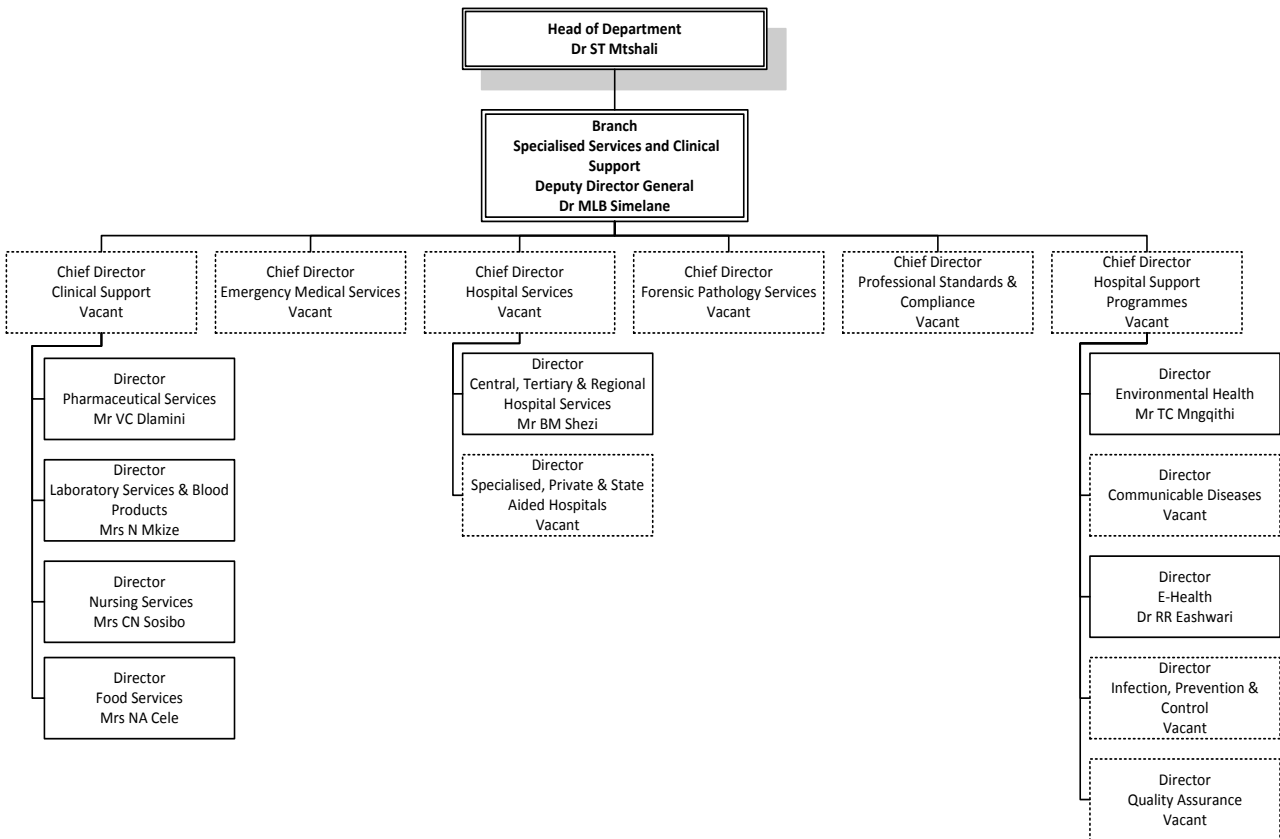 Head of Department
Dr ST Mtshali
Branch
Specialised Services and Clinical
Support
Deputy Director General
Dr MLB Simelane
Chief Director
Clinical Support
Vacant
Chief Director
Emergency Medical Services
Vacant
Chief Director
Hospital Services
Vacant
Chief Director
Forensic Pathology Services
Vacant
Chief Director
Professional Standards &
Compliance
Vacant
Chief Director
Hospital Support
Programmes
Vacant
Director
Pharmaceutical Services
Mr VC Dlamini
Director
Laboratory Services & Blood
Products
Mrs N Mkize
Director
Nursing Services
Mrs CN Sosibo
Director
Food Services
Mrs NA Cele
Director
Central, Tertiary & Regional
Hospital Services
Mr BM Shezi
Director
Specialised, Private & State
Aided Hospitals
Vacant
Director
Environmental Health
Mr TC Mngqithi
Director
Communicable Diseases
Vacant
Director
E-Health
Dr RR Eashwari
Director
Infection, Prevention &
Control
Vacant
Director
Quality Assurance
Vacant